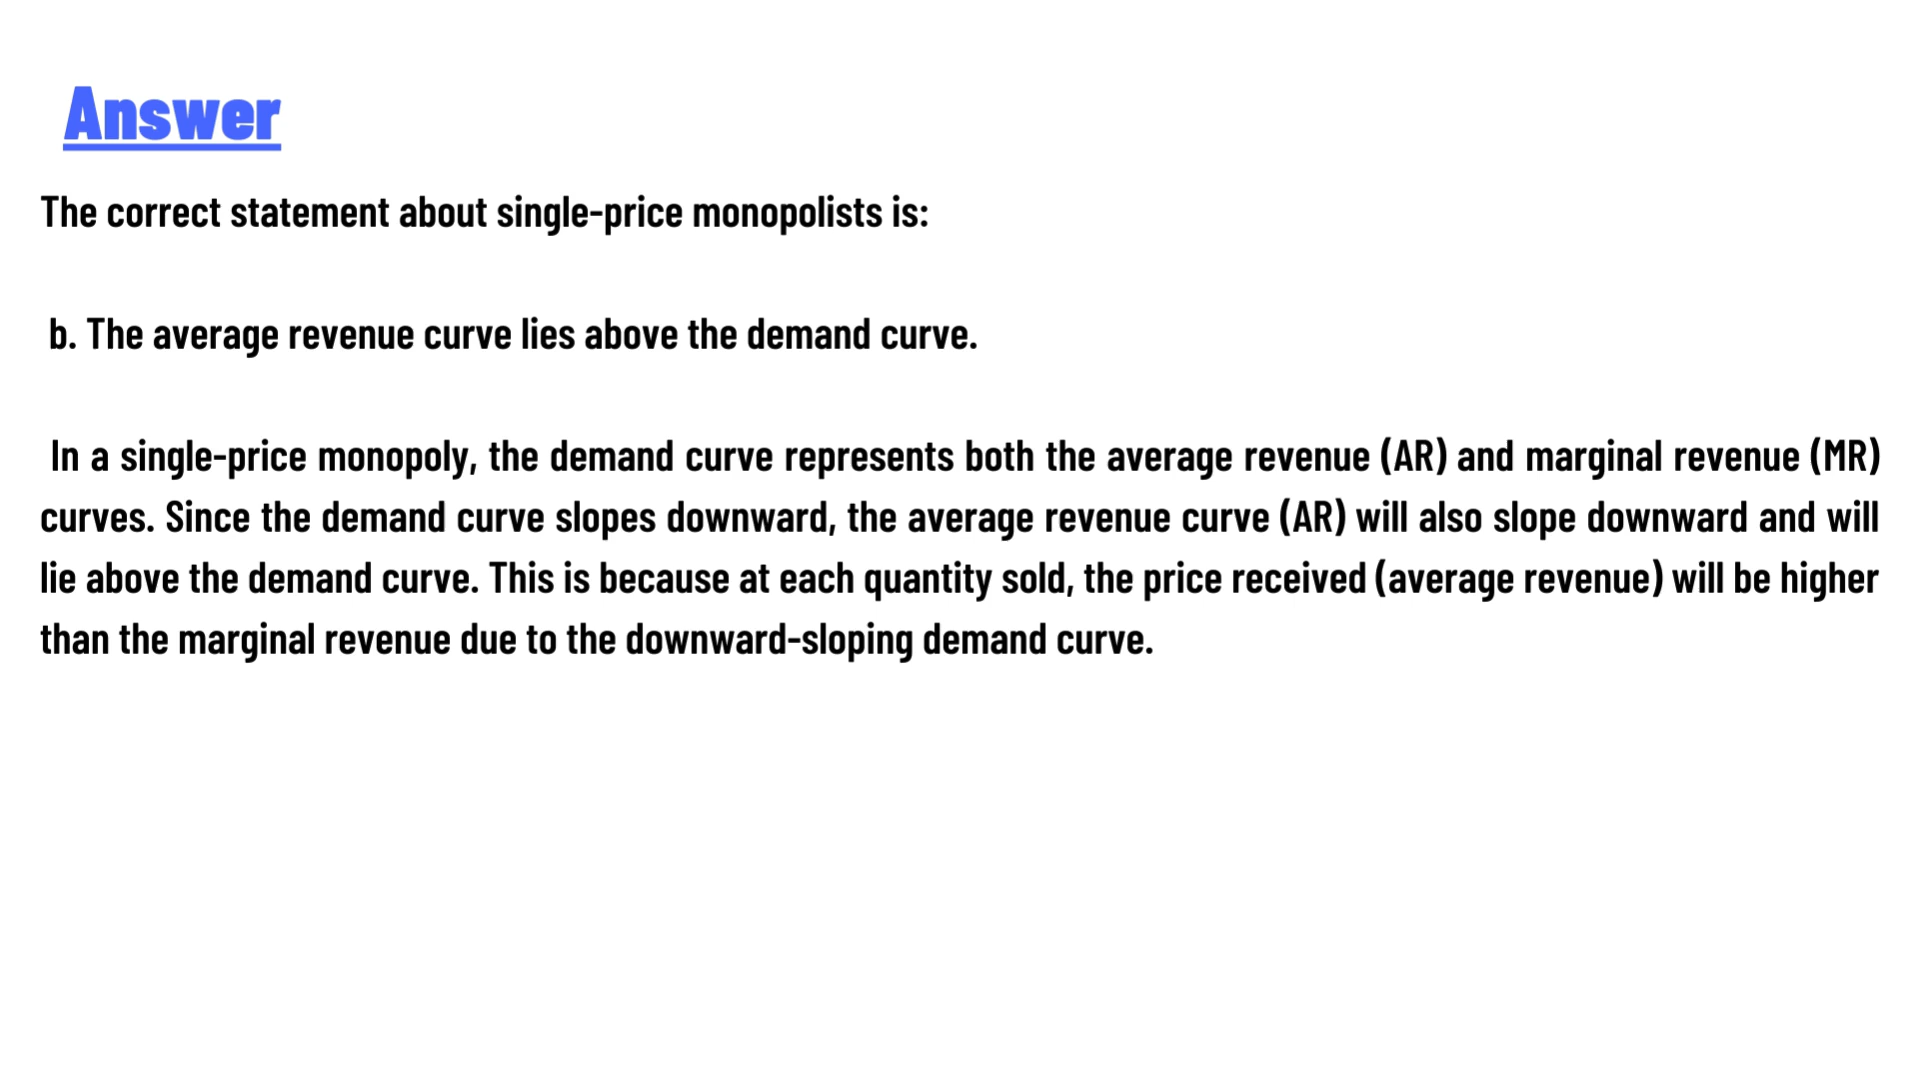 Answer
The correct statement about single-price monopolists is:
b. The average revenue curve lies above the demand curve.
In a single-price monopoly, the demand curve represents both the average revenue (AR) and marginal revenue (MR)
curves. Since the demand curve slopes downward, the average revenue curve (AR) will also slope downward and will
lie above the demand curve. This is because at each quantity sold, the price received (average revenue) will be higher
than the marginal revenue due to the downward-sloping demand curve.